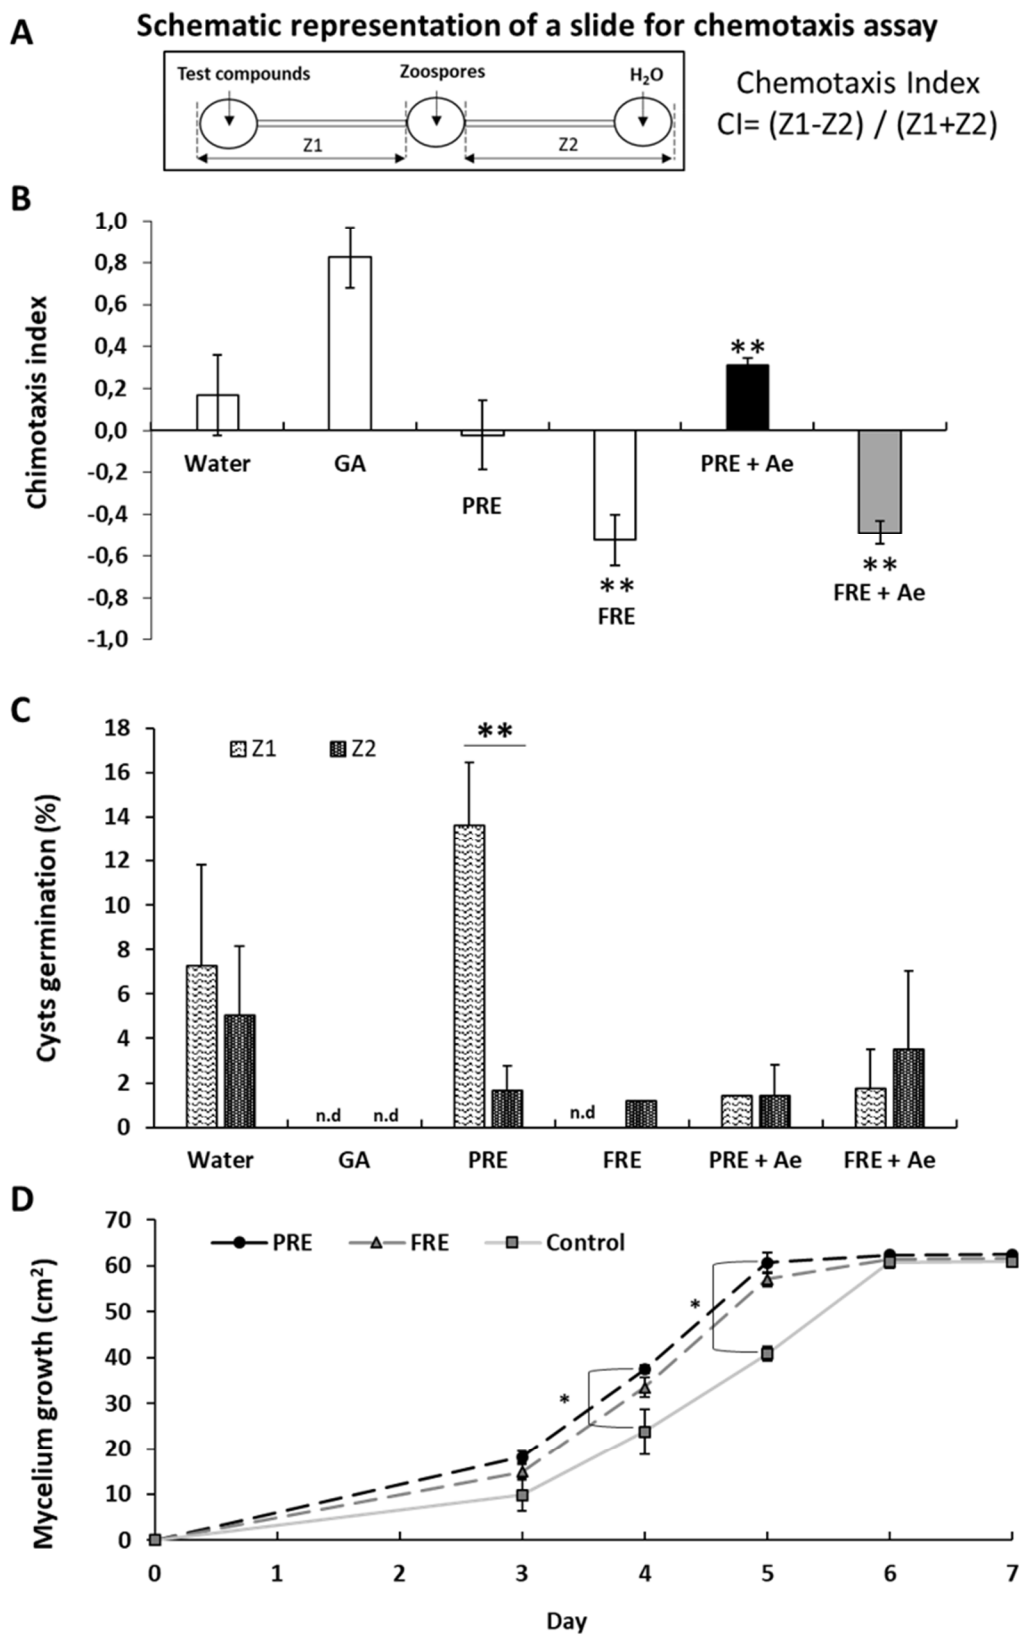 A
Schematic representation of a slide for chemotaxis assay
Test compounds
Zoospores
H₂O
Z1
Z2
Chemotaxis Index
CI= (Z1-Z2) / (Z1+Z2)
B
Chimotaxis index
1,0
0,8
0,6
0,4
0,2
0,0
-0,2
-0,4
-0,6
-0,8
-1,0
Water
GA
PRE
**
FRE
**
PRE + Ae
**
FRE + Ae
C
Cysts germination (%)
18
16
14
12
10
8
6
4
2
0
Z1
Z2
**
n.d
n.d
n.d
Water
GA
PRE
FRE
PRE + Ae
FRE + Ae
D
Mycelium growth (cm²)
70
60
50
40
30
20
10
0
PRE
FRE
Control
*
*
0
1
2
3
4
5
6
7
Day